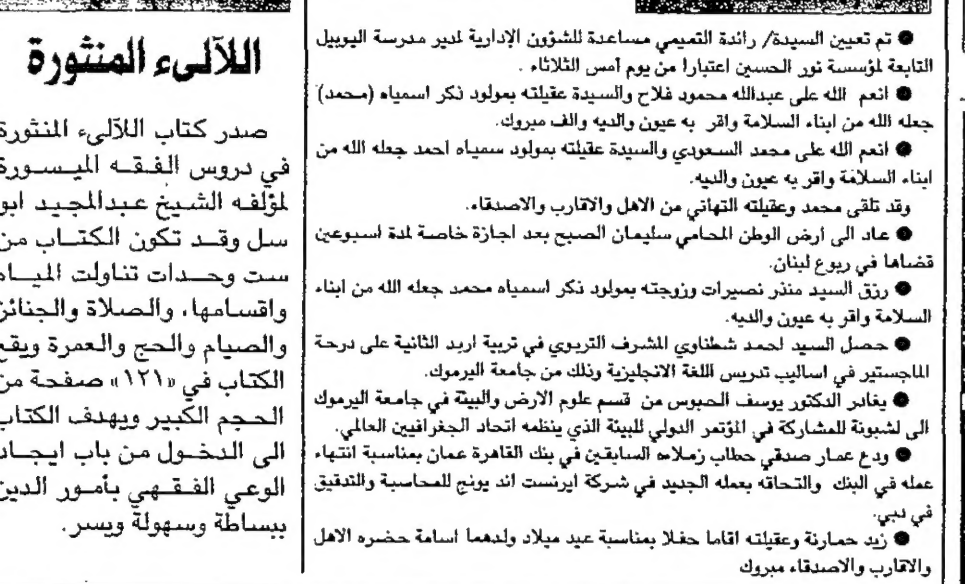 ● تم تعيين السيدة/ رائدة التميمي مساعدة للشؤون الإدارية لمدير مدرسة اليوبيل
التابعة لمؤسسة نور الحسين اعتبارا من يوم أمس الثلاثاء .
● انعم الله على عبدالله محمود فلاح والسيدة عقيلته بمولود ذكر اسمياه (محمد)
جعله الله من ابناء السلامة واقر به عيون والديه والف مبروك.
● انعم الله على محمد السعودي والسيدة عقيلته بمولود سمياه احمد جعله الله من
ابناء السلامة واقر به عيون والديه.
وقد تلقى محمد وعقيلته التهاني من الاهل والاقارب والاصدقاء.
● عاد الى أرض الوطن المحامي سليمان الصبح بعد اجازة خاصة لمدة اسبوعين
قضاها في ربوع لبنان.
● رزق السيد منذر نصيرات وزوجته بمولود ذكر اسمياه محمد جعله الله من ابناء
السلامة واقر به عيون والديه.
● حصل السيد احمد شطناوي المشرف التربوي في تربية اربد الثانية على درجة
الماجستير في اساليب تدريس اللغة الانجليزية وذلك من جامعة اليرموك.
● يغادر الدكتور يوسف الحبوس من قسم علوم الارض والبيئة في جامعة اليرموك
الى لشبونة للمشاركة في المؤتمر الدولي للبيئة الذي ينظمه اتحاد الجغرافيين العالمي.
● ودع عمار صدقي حطاب زملاءه السابقين في بنك القاهرة عمان بمناسبة انتهاء
عمله في البنك والتحاقه بعمله الجديد في شركة ايرنست اند يونج للمحاسبة والتدقيق
في دبي.
● زيد حمارنة وعقيلته اقاما حفلا بمناسبة عيد ميلاد ولدهما اسامة حضره الاهل
والاقارب والاصدقاء مبروك
اللآلىء المنثورة
صدر كتاب اللآلىء المنثورة
في دروس الفقه الميسورة
لمؤلفه الشيخ عبدالمجيد ابو
سل وقد تكون الكتاب من
ست وحدات تناولت المياه
واقسامها، والصلاة والجنائز
والصيام والحج والعمرة ويقع
الكتاب في «١٢١» صفحة من
الحجم الكبير ويهدف الكتاب
الى الدخول من باب ايجاد
الوعي الفقهي بأمور الدين
ببساطة وسهولة ويسر.